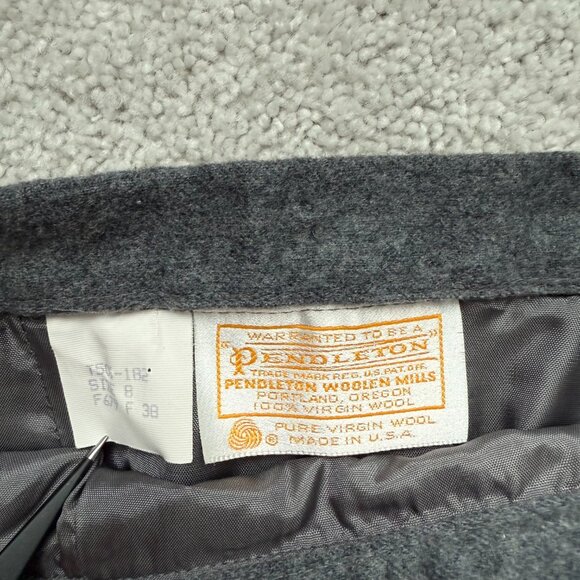 SIZE 8
WARRANTED TO BE A
"PENDLETON"
TRADE MARK REG. U.S. PAT. OFF.
PENDLETON WOOLEN MILLS
PORTLAND, OREGON
100% VIRGIN WOOL
PURE VIRGIN WOOL
® MADE IN U.S.A.